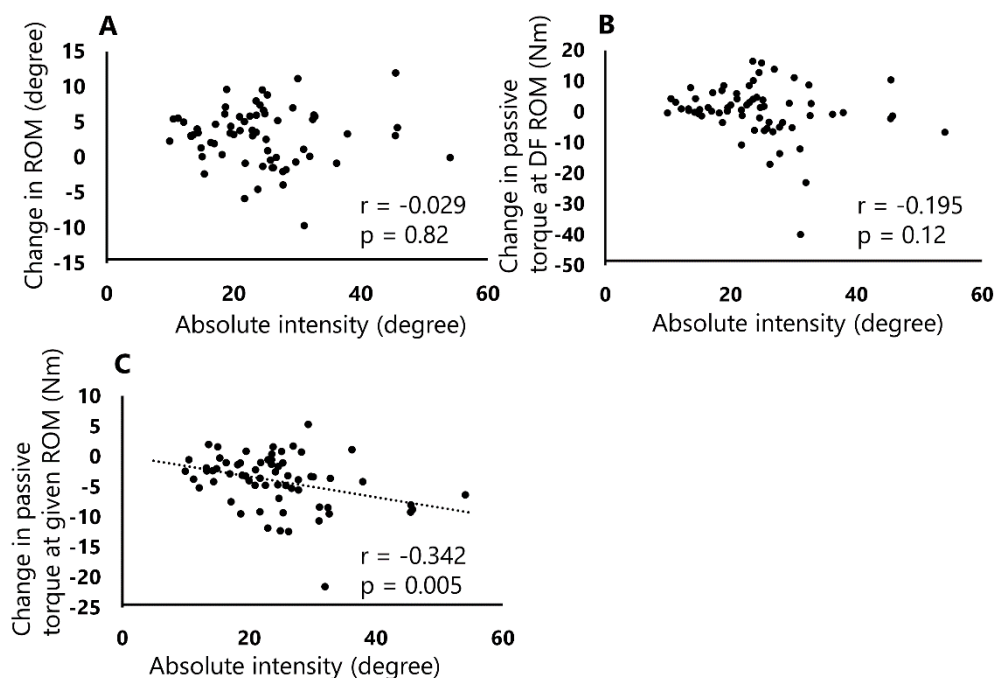 A
Change in ROM (degree)
15
10
5
0
-5
-10
-15
r = -0.029
p = 0.82
0
20
40
60
Absolute intensity (degree)
B
Change in passive
torque at DF ROM (Nm)
20
10
0
-10
-20
-30
-40
-50
r = -0.195
p = 0.12
0
20
40
60
Absolute intensity (degree)
C
Change in passive
torque at given ROM (Nm)
10
5
0
-5
-10
-15
-20
-25
r = -0.342
p = 0.005
0
20
40
60
Absolute intensity (degree)